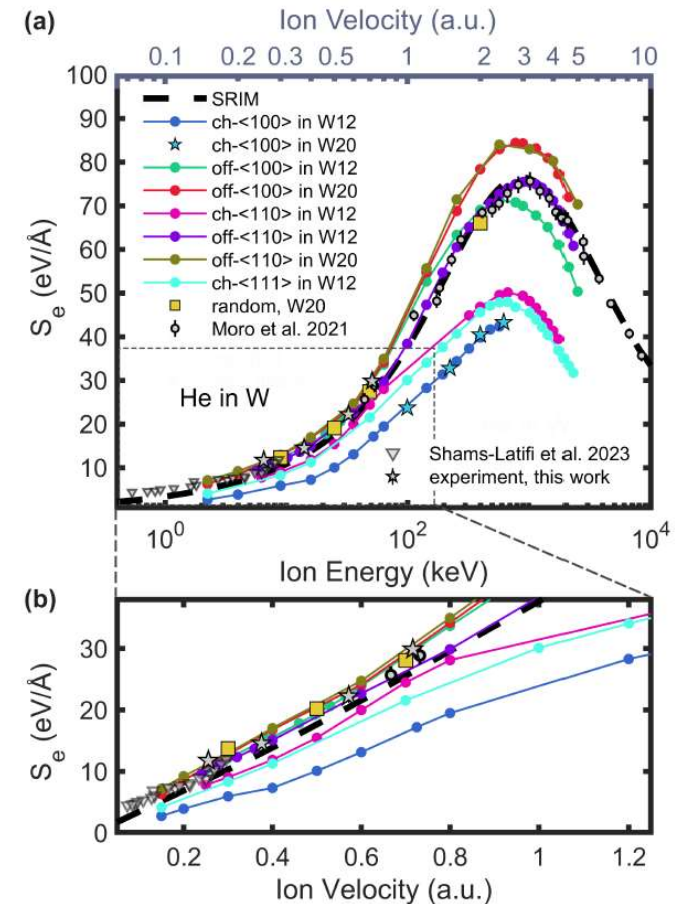 (a)
Ion Velocity (a.u.)
0.1 0.2 0.3 0.5 1 2 3 4 5 10
100
90
80
70
60
50
40
30
20
10
Se (eV/Å)
SRIM
ch-<100> in W12
ch-<100> in W20
off-<100> in W12
off-<100> in W20
ch-<110> in W12
off-<110> in W12
off-<110> in W20
ch-<111> in W12
random, W20
Moro et al. 2021
He in W
Shams-Latifi et al. 2023
experiment, this work
10^0 10^2 10^4
Ion Energy (keV)
(b)
30
20
10
0
Se (eV/Å)
0.2 0.4 0.6 0.8 1 1.2
Ion Velocity (a.u.)